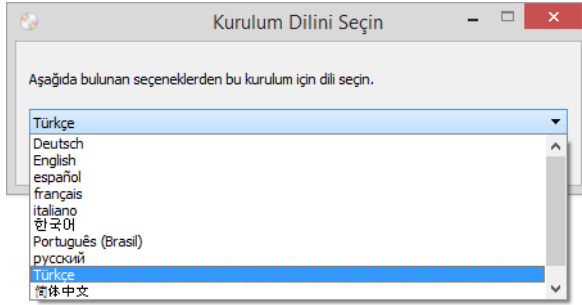 Kurulum Dilini Seçin
Aşağıda bulunan seçeneklerden bu kurulum için dili seçin.
Türkçe
Deutsch
English
español
français
italiano
한국어
Português (Brasil)
русский
Türkçe
简体中文